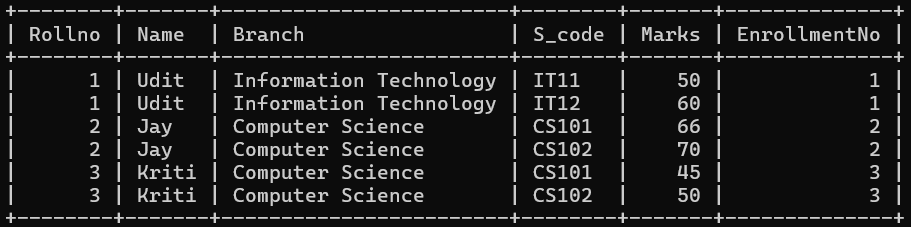 +--------+-------+------------------------+--------+-------+--------------+
| Rollno | Name  | Branch                 | S_code | Marks | EnrollmentNo |
+--------+-------+------------------------+--------+-------+--------------+
|      1 | Udit  | Information Technology | IT11   |    50 |            1 |
|      1 | Udit  | Information Technology | IT12   |    60 |            1 |
|      2 | Jay   | Computer Science       | CS101  |    66 |            2 |
|      2 | Jay   | Computer Science       | CS102  |    70 |            2 |
|      3 | Kriti | Computer Science       | CS101  |    45 |            3 |
|      3 | Kriti | Computer Science       | CS102  |    50 |            3 |
+--------+-------+------------------------+--------+-------+--------------+